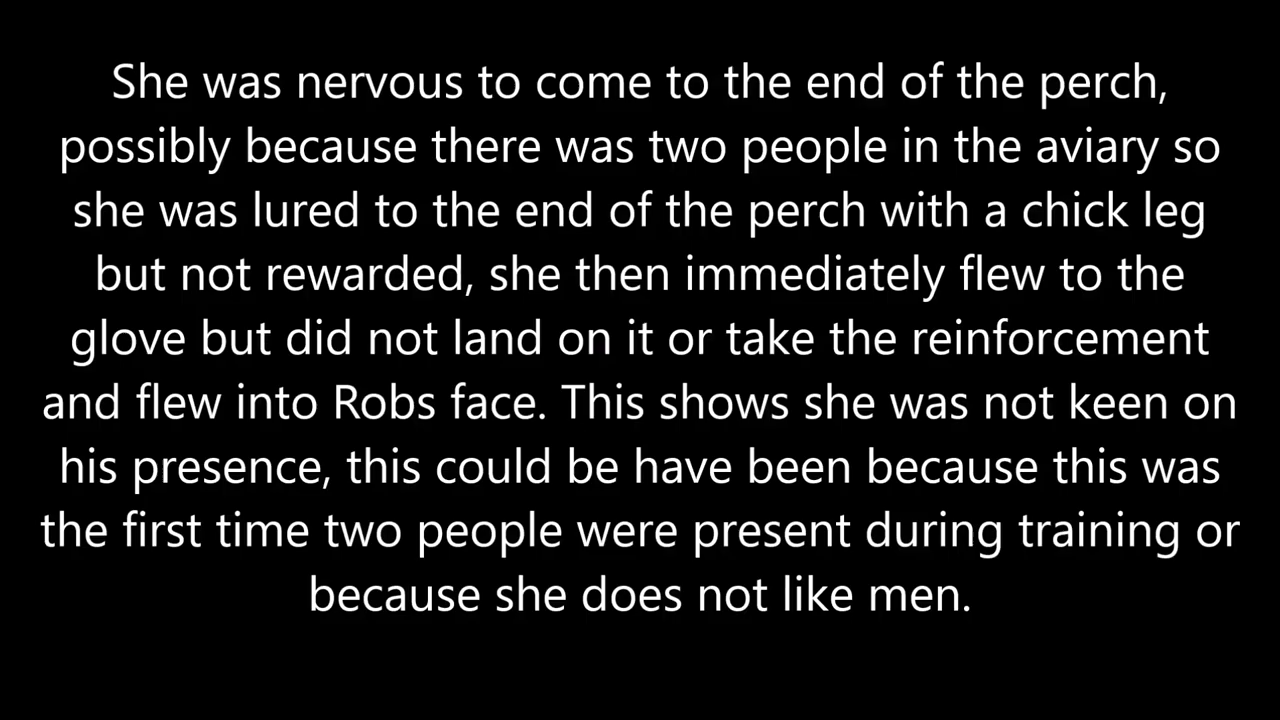 She was nervous to come to the end of the perch,
possibly because there was two people in the aviary so
she was lured to the end of the perch with a chick leg
but not rewarded, she then immediately flew to the
glove but did not land on it or take the reinforcement
and flew into Robs face. This shows she was not keen on
his presence, this could be have been because this was
the first time two people were present during training or
because she does not like men.